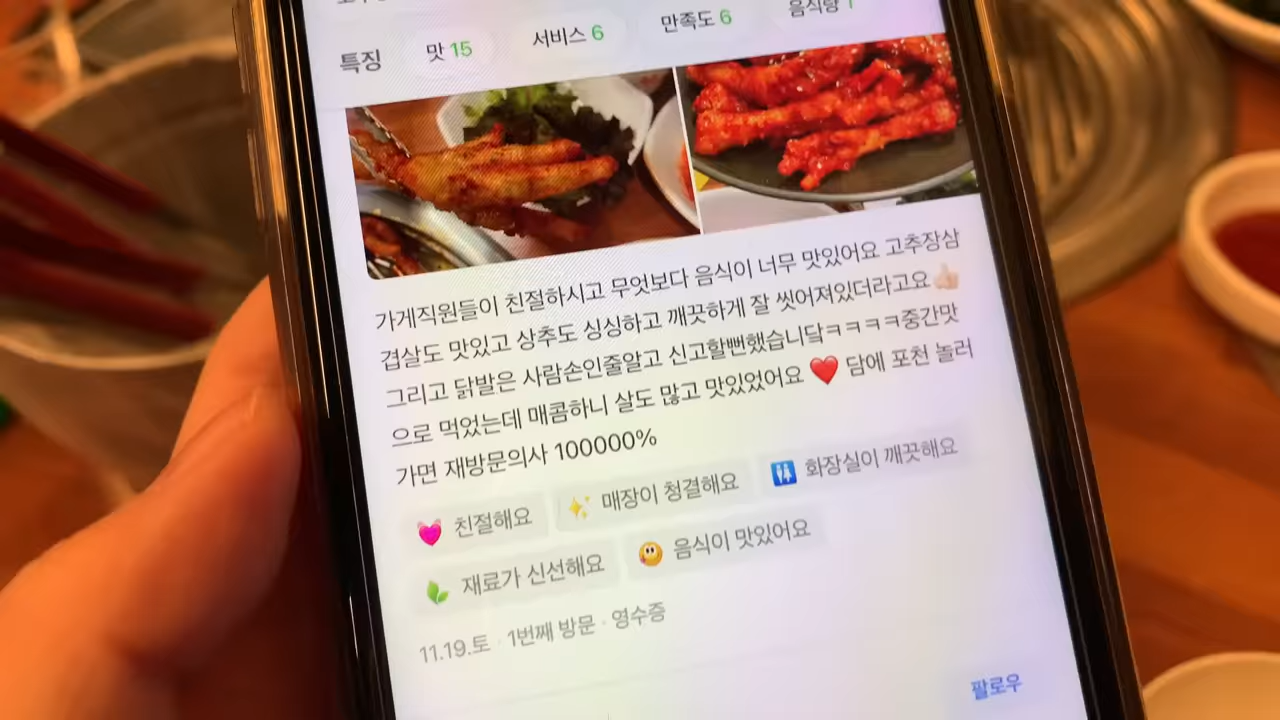 특징 맛 15 서비스 6 만족도 6 음식량 1
가게직원들이 친절하시고 무엇보다 음식이 너무 맛있어요 고추장삼
겹살도 맛있고 상추도 싱싱하고 깨끗하게 잘 씻어져있더라고요👍🏻
그리고 닭발은 사람손인줄알고 신고할뻔했습니닼ㅋㅋㅋㅋ중간맛
으로 먹었는데 매콤하니 살도 많고 맛있었어요 ❤️ 담에 포천 놀러
가면 재방문의사 100000%
친절해요 매장이 청결해요 화장실이 깨끗해요
재료가 신선해요 음식이 맛있어요
11.19.토 · 1번째 방문 · 영수증
팔로우